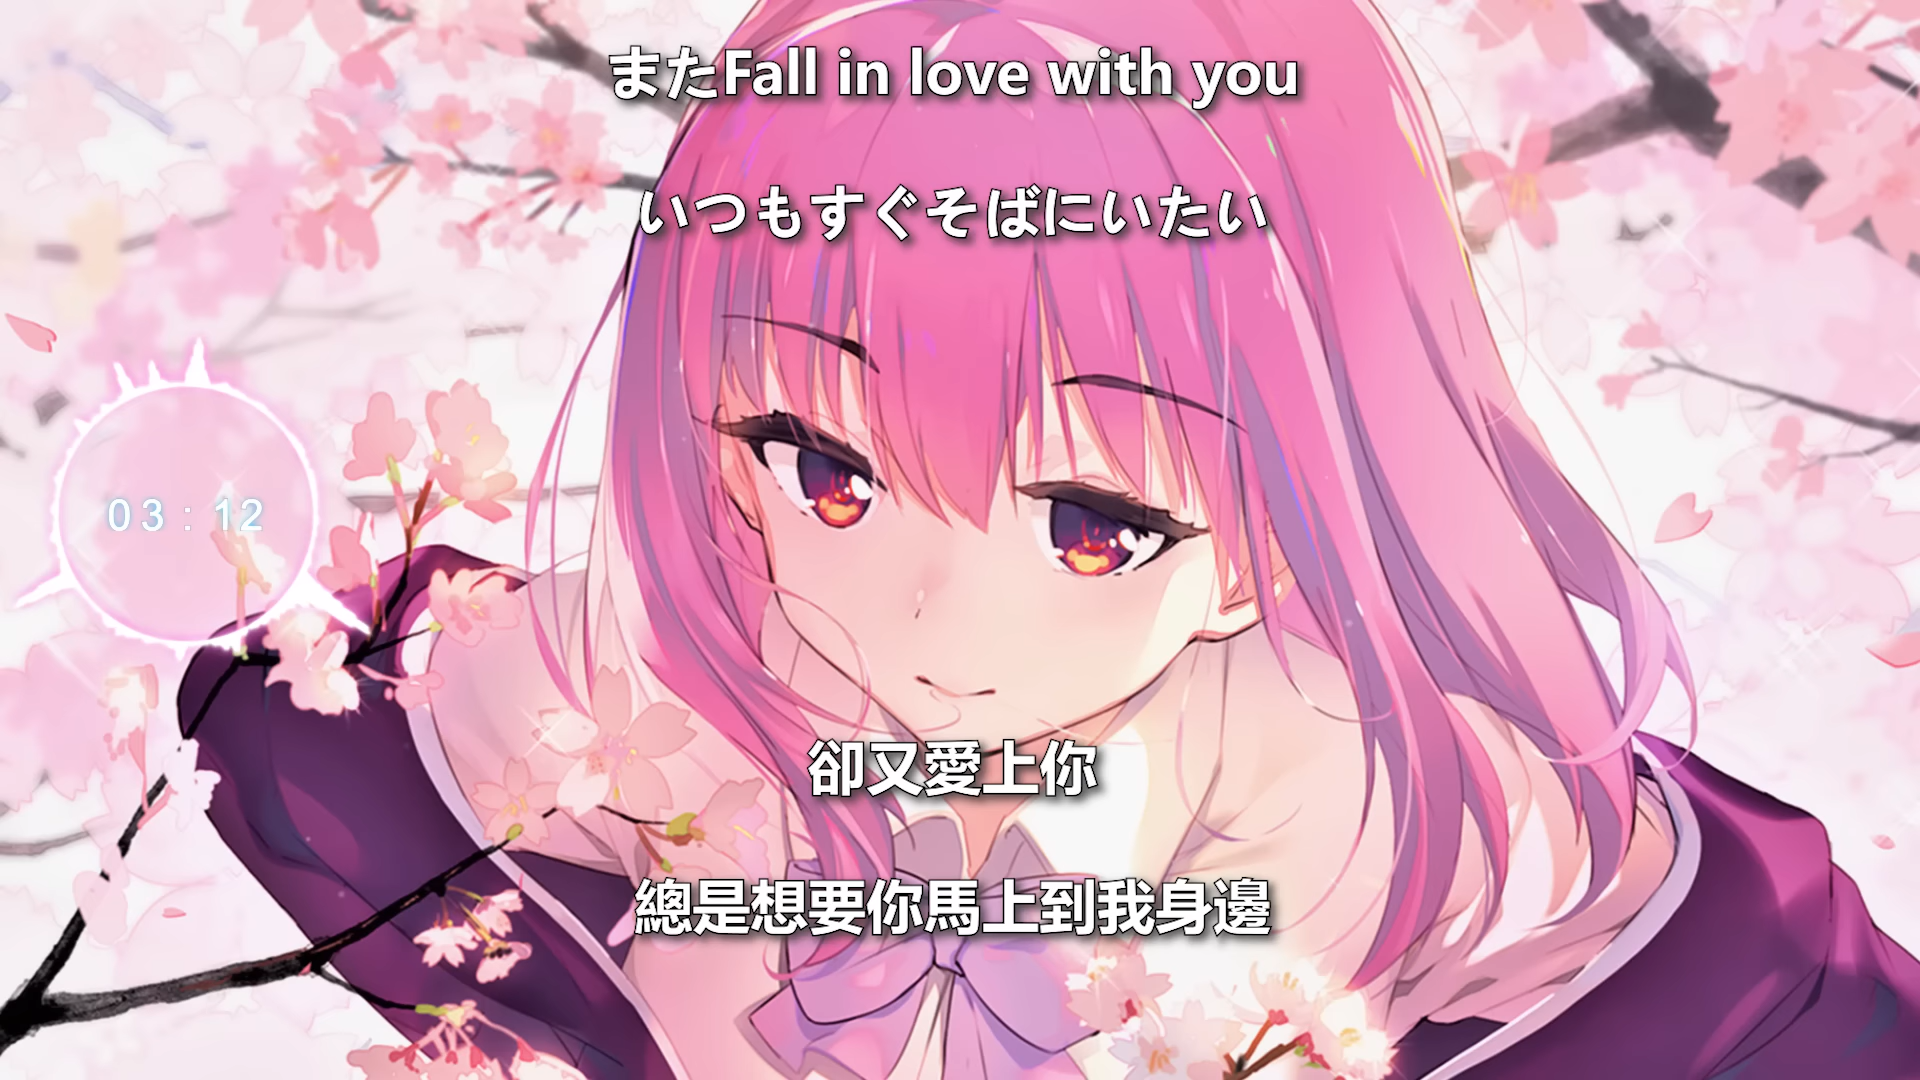 またFall in love with you
いつもすぐそばにいたい
03：12
卻又愛上你
總是想要你馬上到我身邊